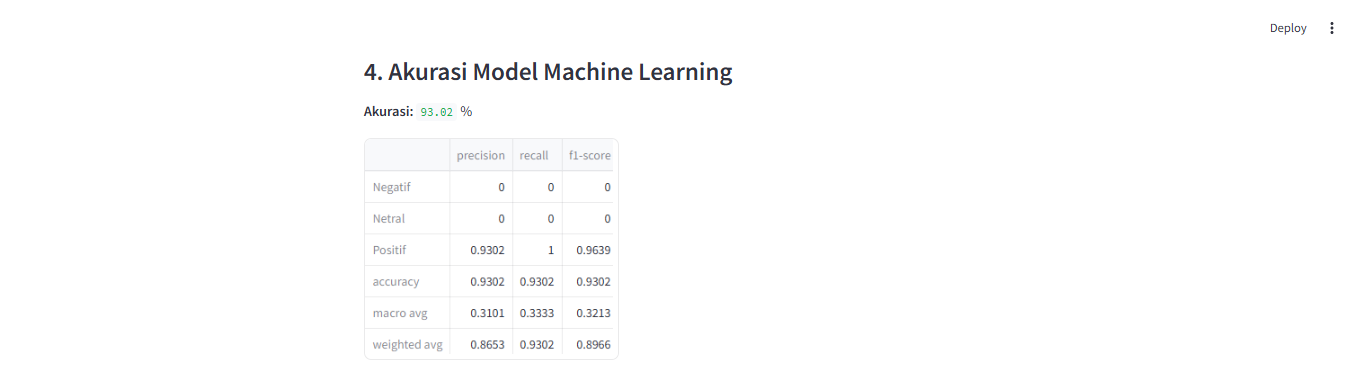 Deploy
4. Akurasi Model Machine Learning
Akurasi: 93.02 %
precision recall f1-score
Negatif 0 0 0
Netral 0 0 0
Positif 0.9302 1 0.9639
accuracy 0.9302 0.9302 0.9302
macro avg 0.3101 0.3333 0.3213
weighted avg 0.8653 0.9302 0.8966